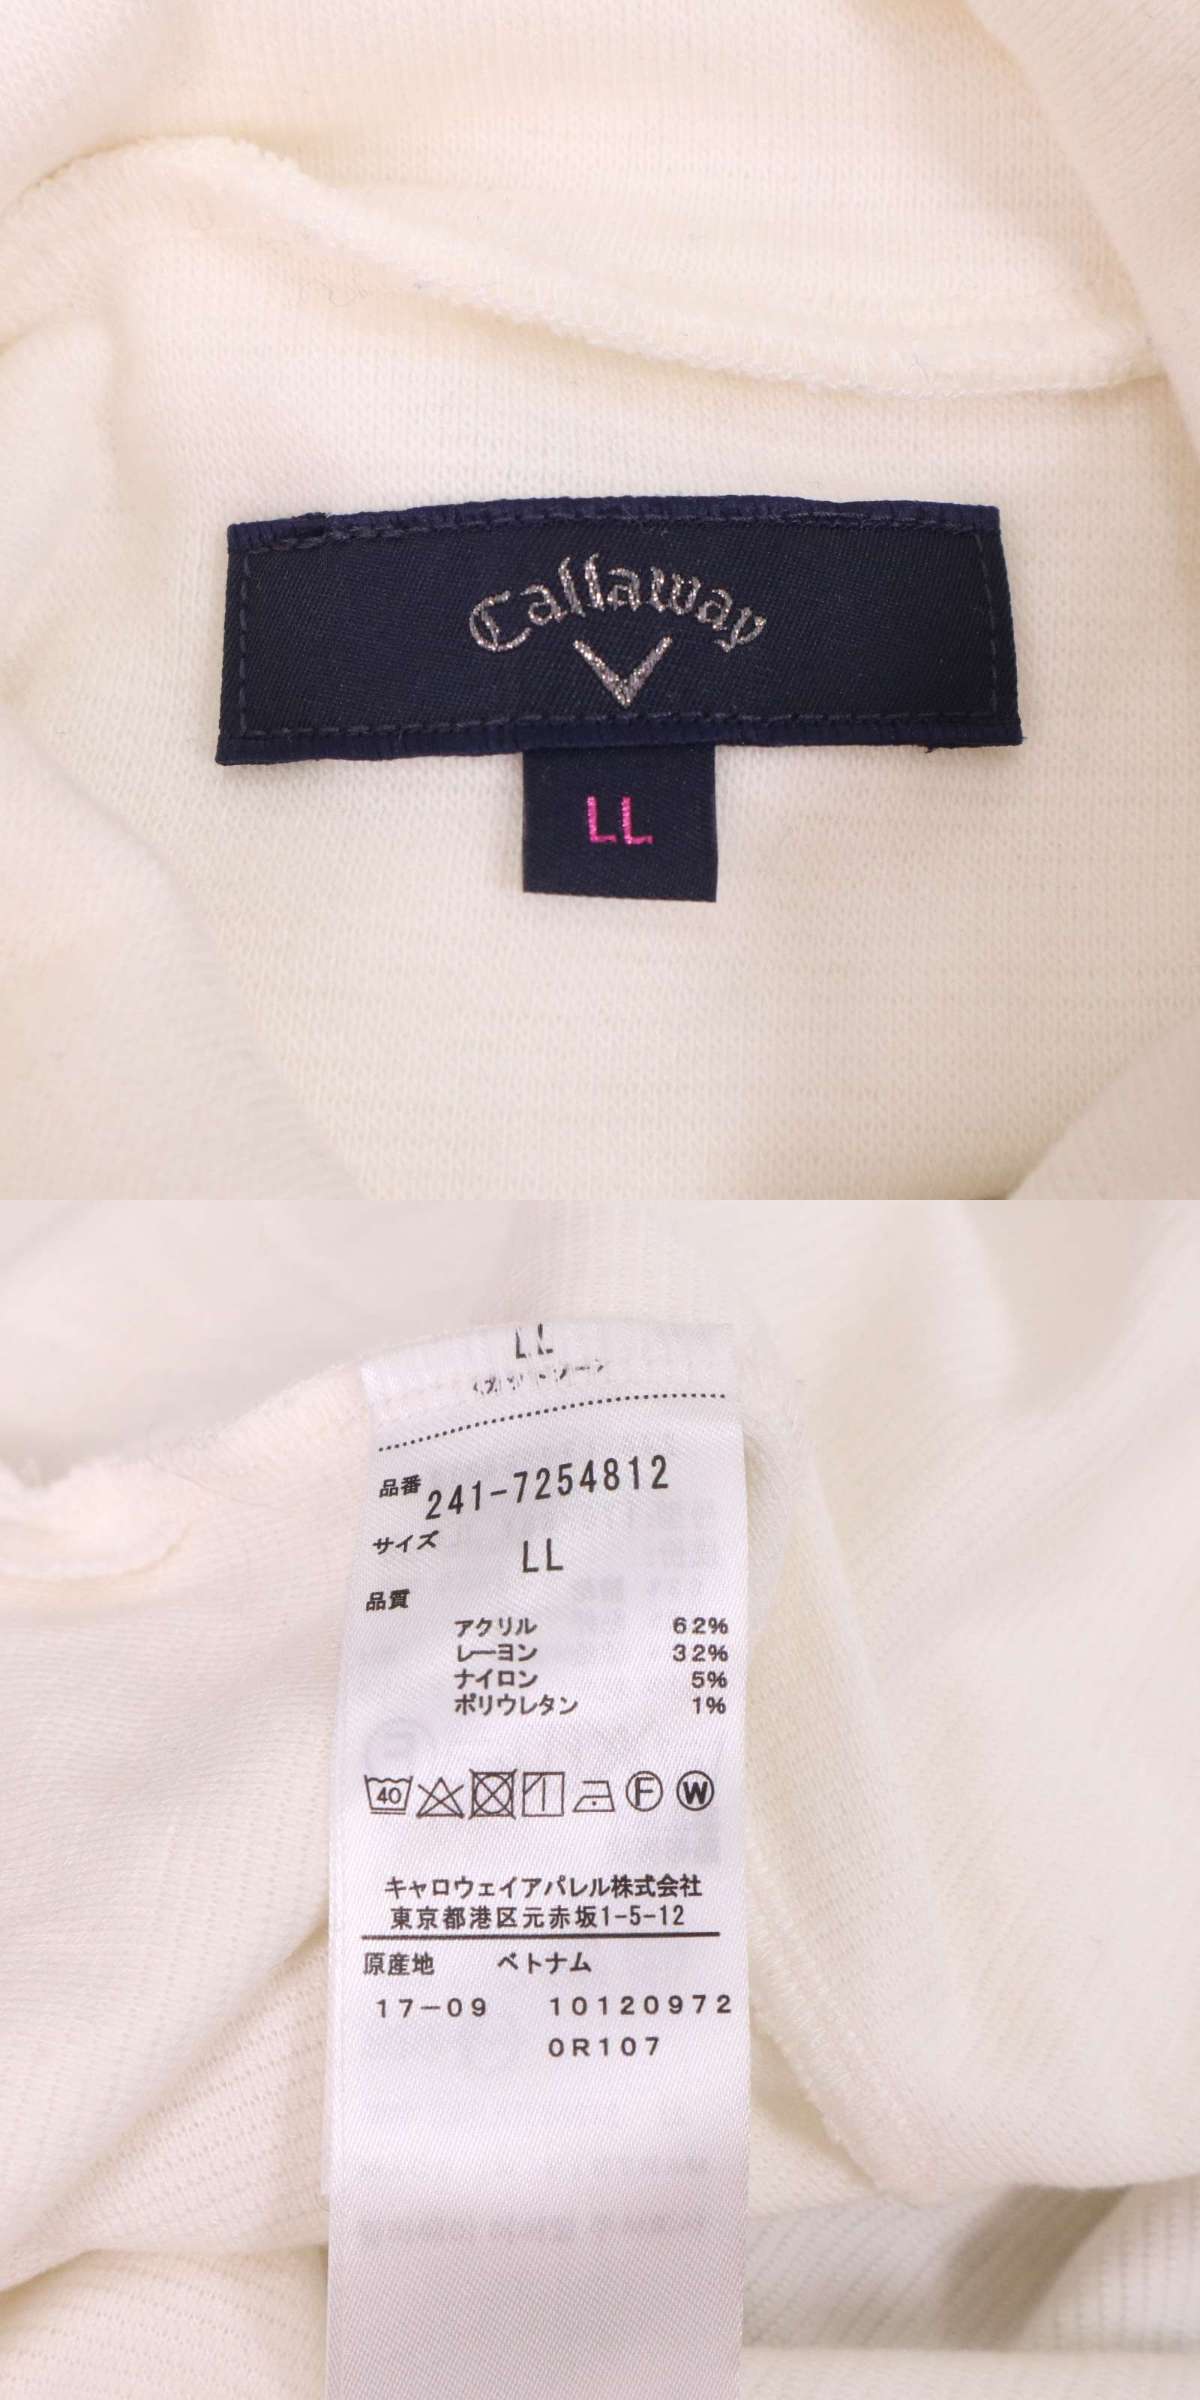 Callaway
LL
LL
品番 241-7254812
サイズ LL
品質
アクリル 62%
レーヨン 32%
ナイロン 5%
ポリウレタン 1%
40 F W
キャロウェイアパレル株式会社
東京都港区元赤坂1-5-12
原産地 ベトナム
17-09 10120972
0R107